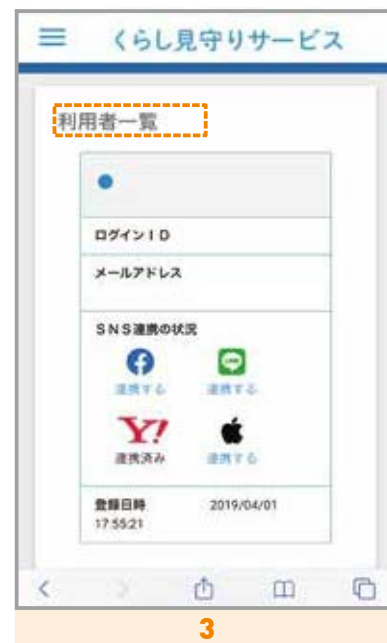 くらし見守りサービス
利用者一覧
ログインID
メールアドレス
SNS連携の状況
連携する 連携する
Y!
連携済み 連携する
登録日時 2019/04/01
17:55:21
3